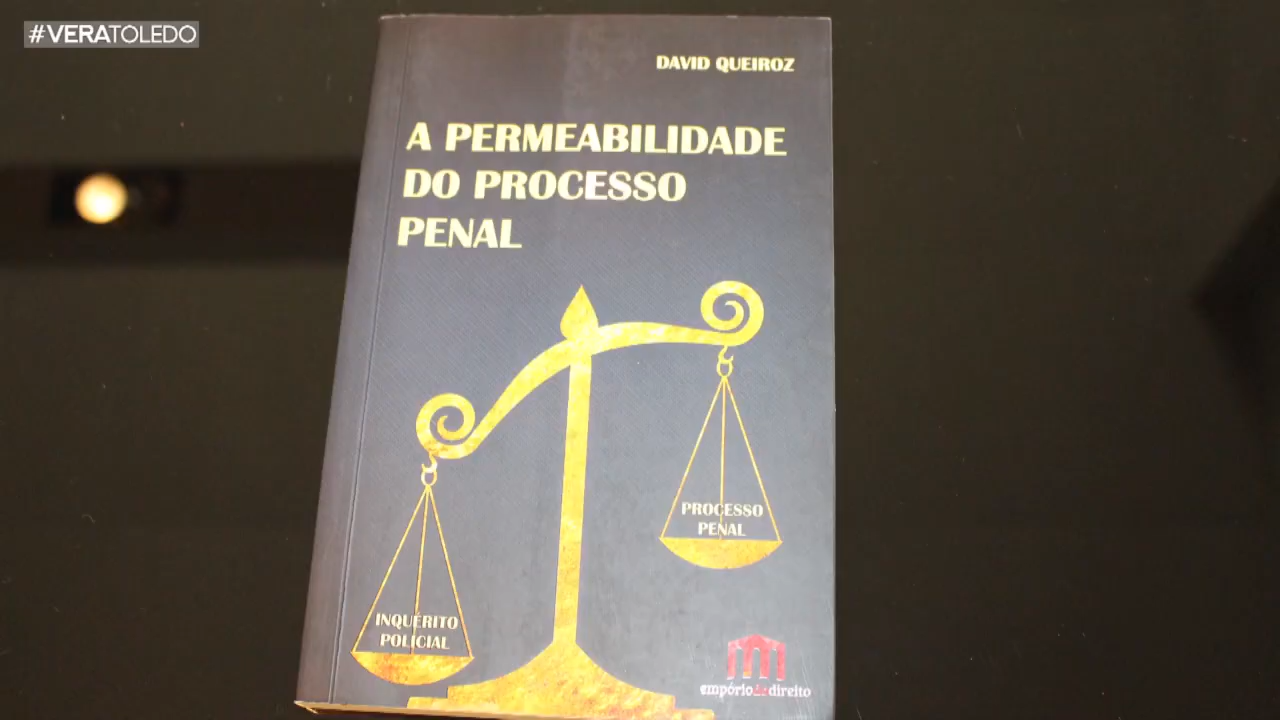 #VERATOLEDO
DAVID QUEIROZ
A PERMEABILIDADE
DO PROCESSO
PENAL
PROCESSO
PENAL
INQUÉRITO
POLICIAL
empório do direito